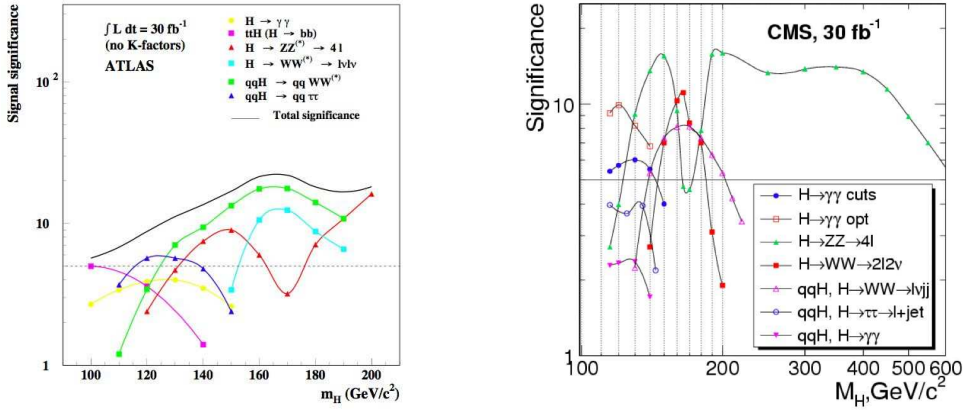 ∫ L dt = 30 fb⁻¹
(no K-factors)
ATLAS
H → γγ
ttH (H → bb)
H → ZZ⁽*⁾ → 4 l
H → WW⁽*⁾ → lνlν
qqH → qq WW⁽*⁾
qqH → qq ττ
Total significance
Signal significance
10²
10
1
100 120 140 160 180 200
m_H (GeV/c²)
CMS, 30 fb⁻¹
Significance
10
1
H→γγ cuts
H→γγ opt
H→ZZ→4l
H→WW→2l2ν
qqH, H→WW→lνjj
qqH, H→ττ→l+jet
qqH, H→γγ
100 200 300 400 500 600
M_H,GeV/c²